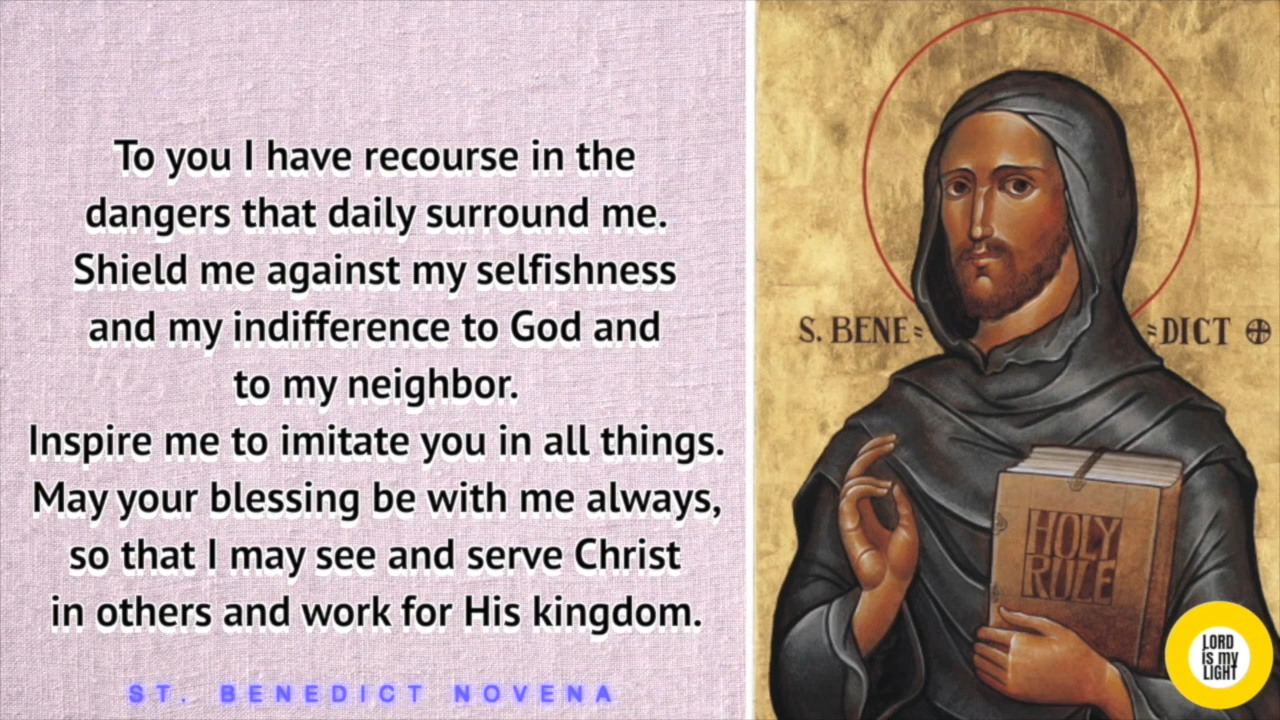 To you I have recourse in the
dangers that daily surround me.
Shield me against my selfishness
and my indifference to God and
to my neighbor.
Inspire me to imitate you in all things.
May your blessing be with me always,
so that I may see and serve Christ
in others and work for His kingdom.
ST. BENEDICT NOVENA
S. BENE=
=DICT
HOLY
RULE
LORD
is my
LIGHT